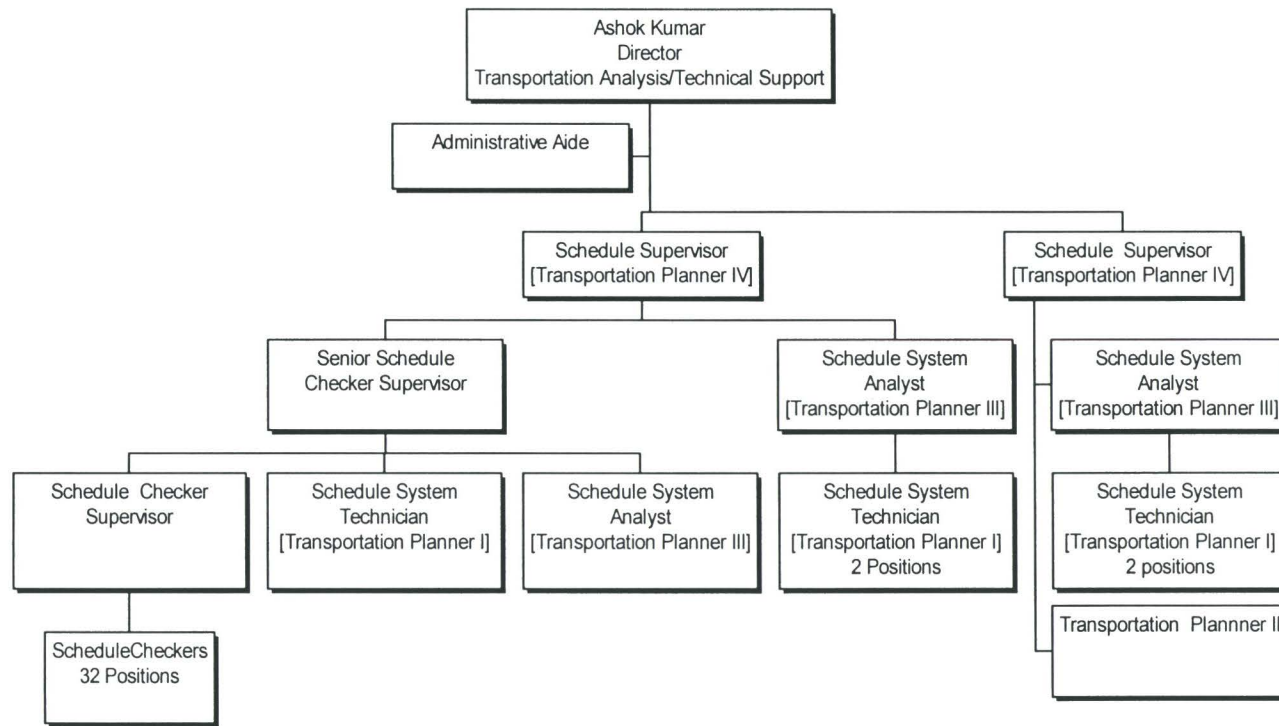 Ashok Kumar
Director
Transportation Analysis/Technical Support
Administrative Aide
Schedule Supervisor
[Transportation Planner IV]
Schedule Supervisor
[Transportation Planner IV]
Senior Schedule
Checker Supervisor
Schedule System
Analyst
[Transportation Planner III]
Schedule System
Analyst
[Transportation Planner III]
Schedule Checker
Supervisor
Schedule System
Technician
[Transportation Planner I]
Schedule System
Analyst
[Transportation Planner III]
Schedule System
Technician
[Transportation Planner I]
2 Positions
Schedule System
Technician
[Transportation Planner I]
2 positions
ScheduleCheckers
32 Positions
Transportation Plannner II